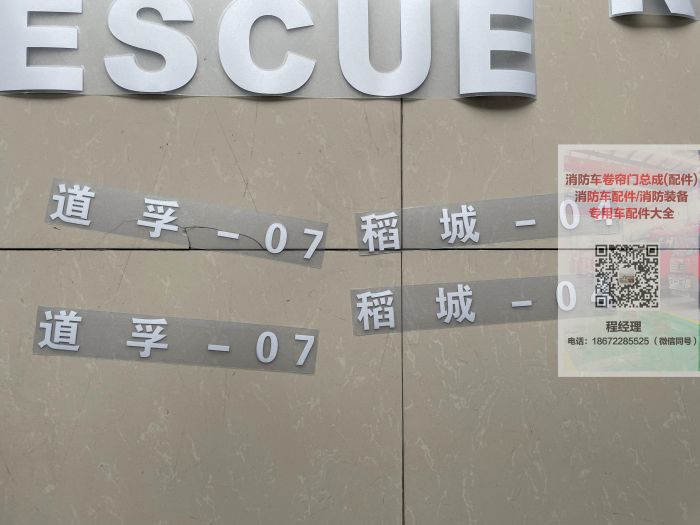 ESCUE
道 孚 - 07
稻 城 - 04
道 孚 - 07
稻 城 - 04
消防车卷帘门总成(配件)
消防车配件/消防装备
专用车配件大全
程经理
电话：18672285525（微信同号）